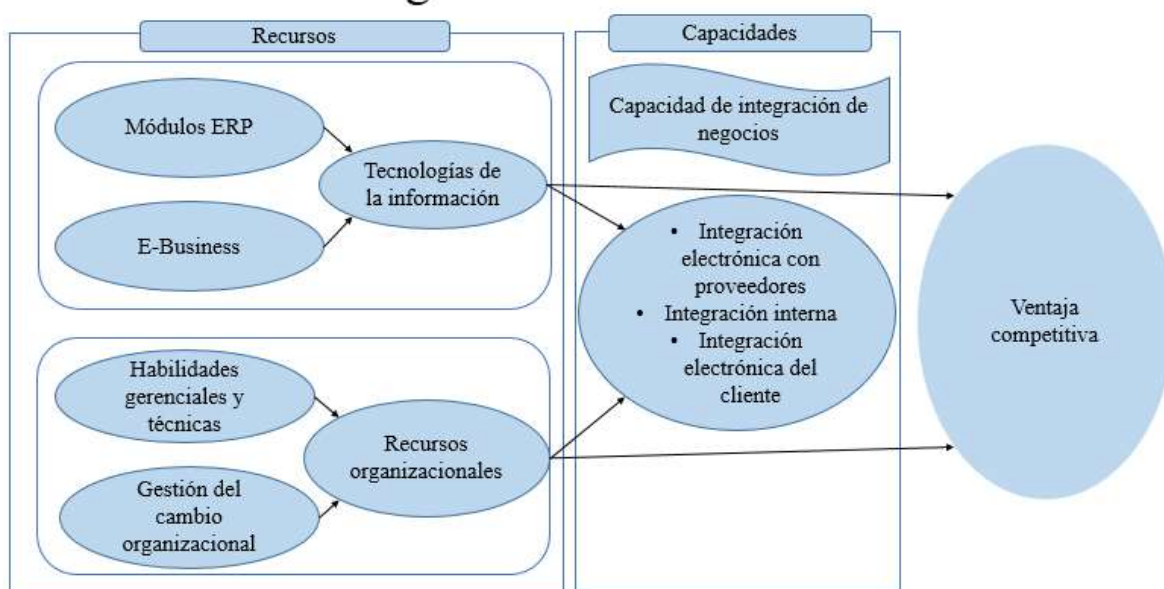 Recursos
Capacidades
Módulos ERP
E-Business
Tecnologías de
la información
Habilidades
gerenciales y
técnicas
Gestión del
cambio
organizacional
Recursos
organizacionales
Capacidad de integración de
negocios
• Integración
electrónica con
proveedores
• Integración interna
• Integración
electrónica del
cliente
Ventaja
competitiva